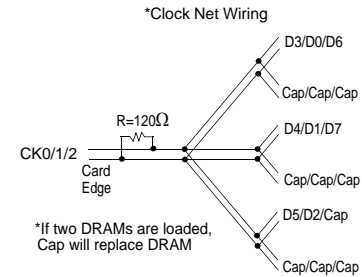 *Clock Net Wiring
D3/D0/D6
Cap/Cap/Cap
R=120Ω
D4/D1/D7
CK0/1/2
Card
Edge
Cap/Cap/Cap
*If two DRAMs are loaded,
Cap will replace DRAM
D5/D2/Cap
Cap/Cap/Cap